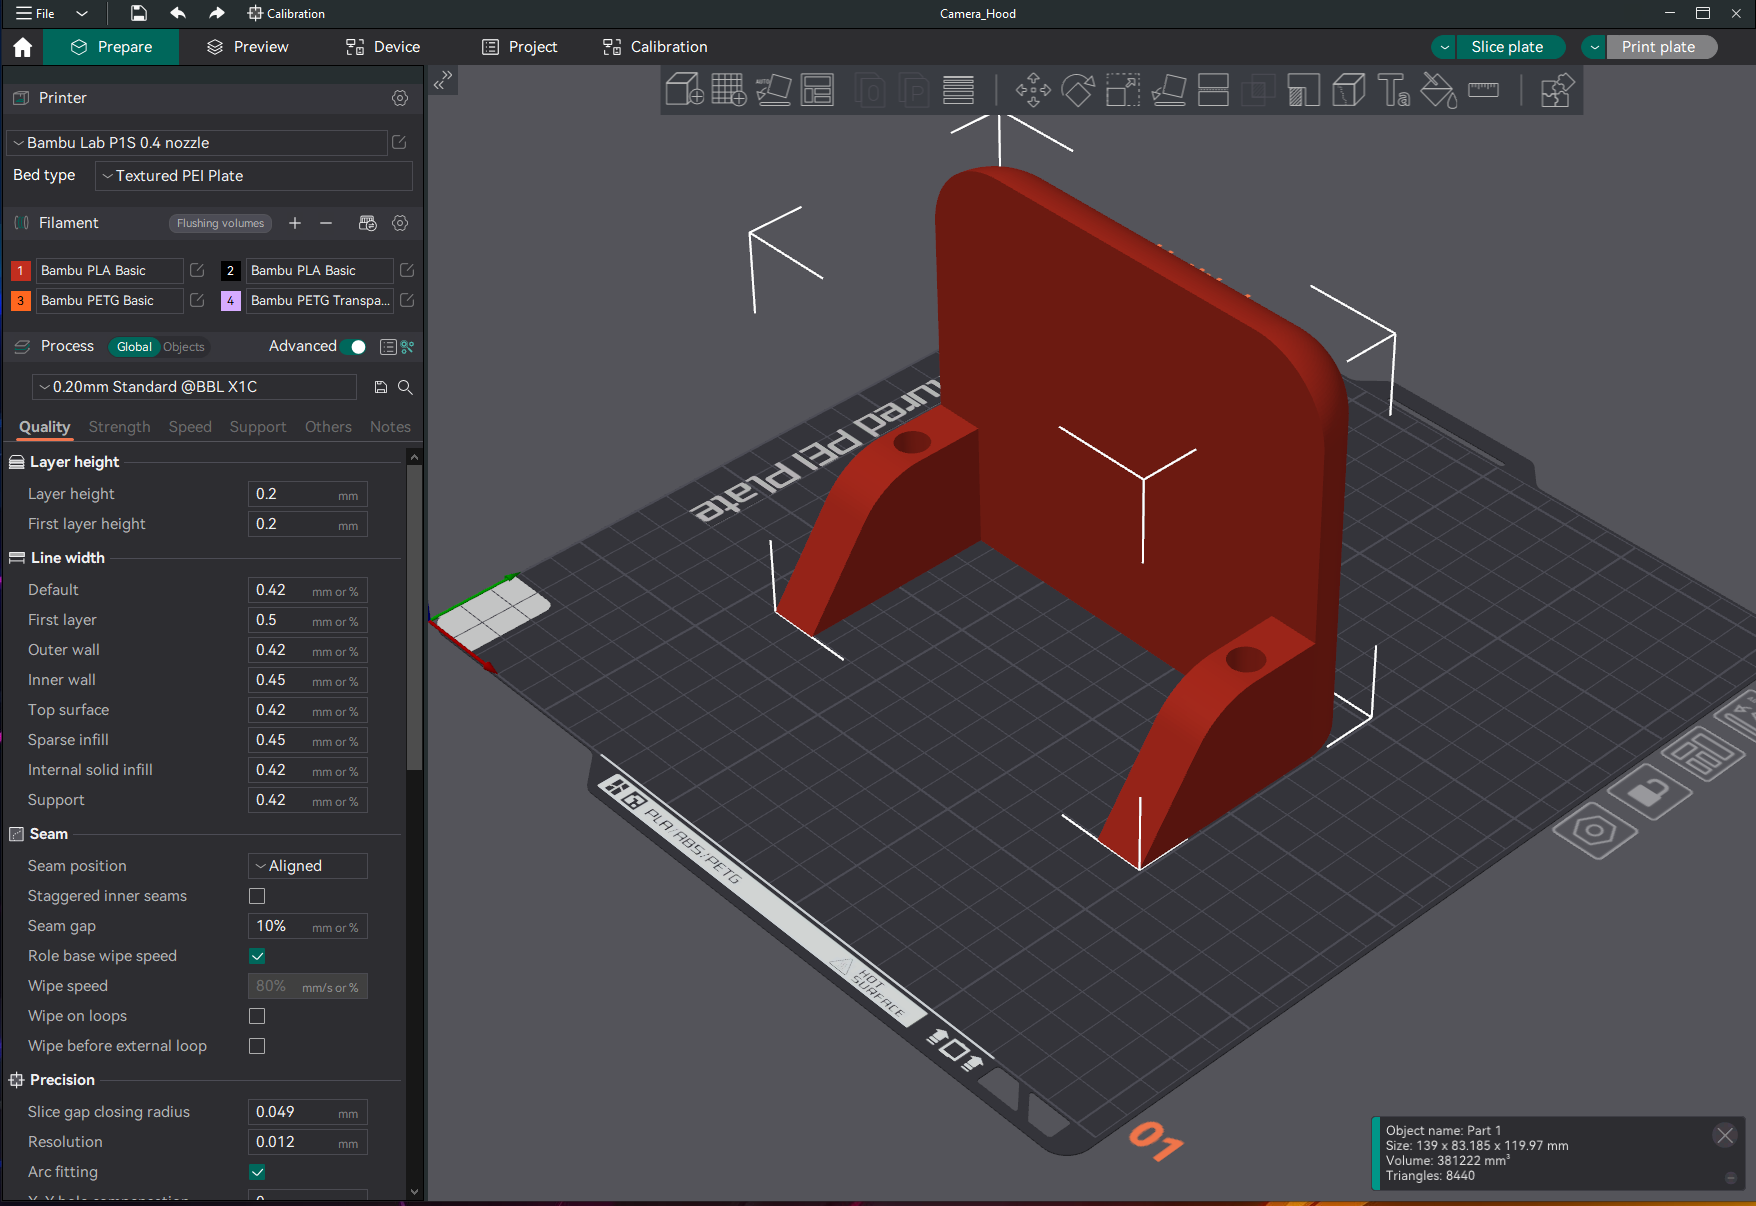 File
Calibration
Camera_Hood
Prepare
Preview
Device
Project
Calibration
Slice plate
Print plate
Printer
Bambu Lab P1S 0.4 nozzle
Bed type
Textured PEI Plate
Filament
Flushing volumes
1 Bambu PLA Basic
2 Bambu PLA Basic
3 Bambu PETG Basic
4 Bambu PETG Transpa...
Process
Global
Objects
Advanced
0.20mm Standard @BBL X1C
Quality
Strength
Speed
Support
Others
Notes
Layer height
Layer height 0.2 mm
First layer height 0.2 mm
Line width
Default 0.42 mm or %
First layer 0.5 mm or %
Outer wall 0.42 mm or %
Inner wall 0.45 mm or %
Top surface 0.42 mm or %
Sparse infill 0.45 mm or %
Internal solid infill 0.42 mm or %
Support 0.42 mm or %
Seam
Seam position Aligned
Staggered inner seams
Seam gap 10% mm or %
Role base wipe speed
Wipe speed 80% mm/s or %
Wipe on loops
Wipe before external loop
Precision
Slice gap closing radius 0.049 mm
Resolution 0.012 mm
Arc fitting
X-Y hole compensation 0
tured PEI Plate
PLA/ABS/PETG
HOT
SURFACE
01
Object name: Part 1
Size: 139 x 83.185 x 119.97 mm
Volume: 381222 mm³
Triangles: 8440